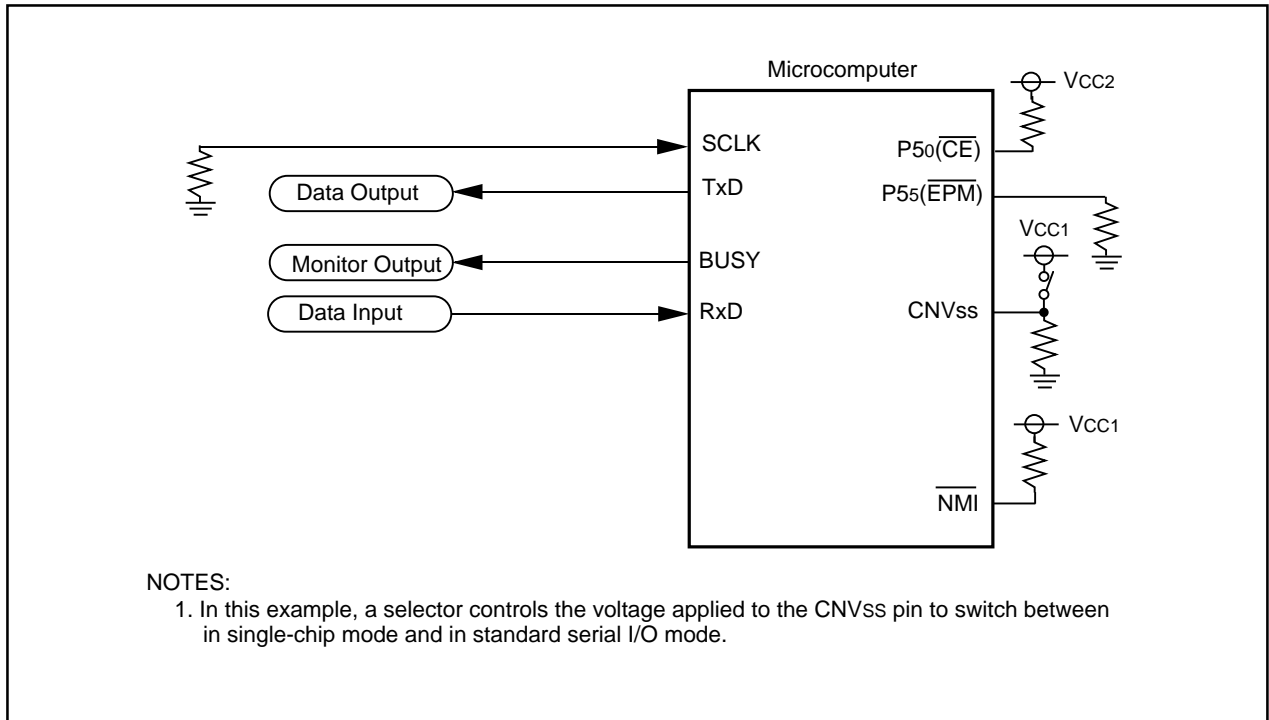 Microcomputer
VCC2
SCLK
P50(CE)
Data Output
TxD
P55(EPM)
VCC1
Monitor Output
BUSY
Data Input
RxD
CNVss
VCC1
NMI
NOTES:
1. In this example, a selector controls the voltage applied to the CNVSS pin to switch between
in single-chip mode and in standard serial I/O mode.